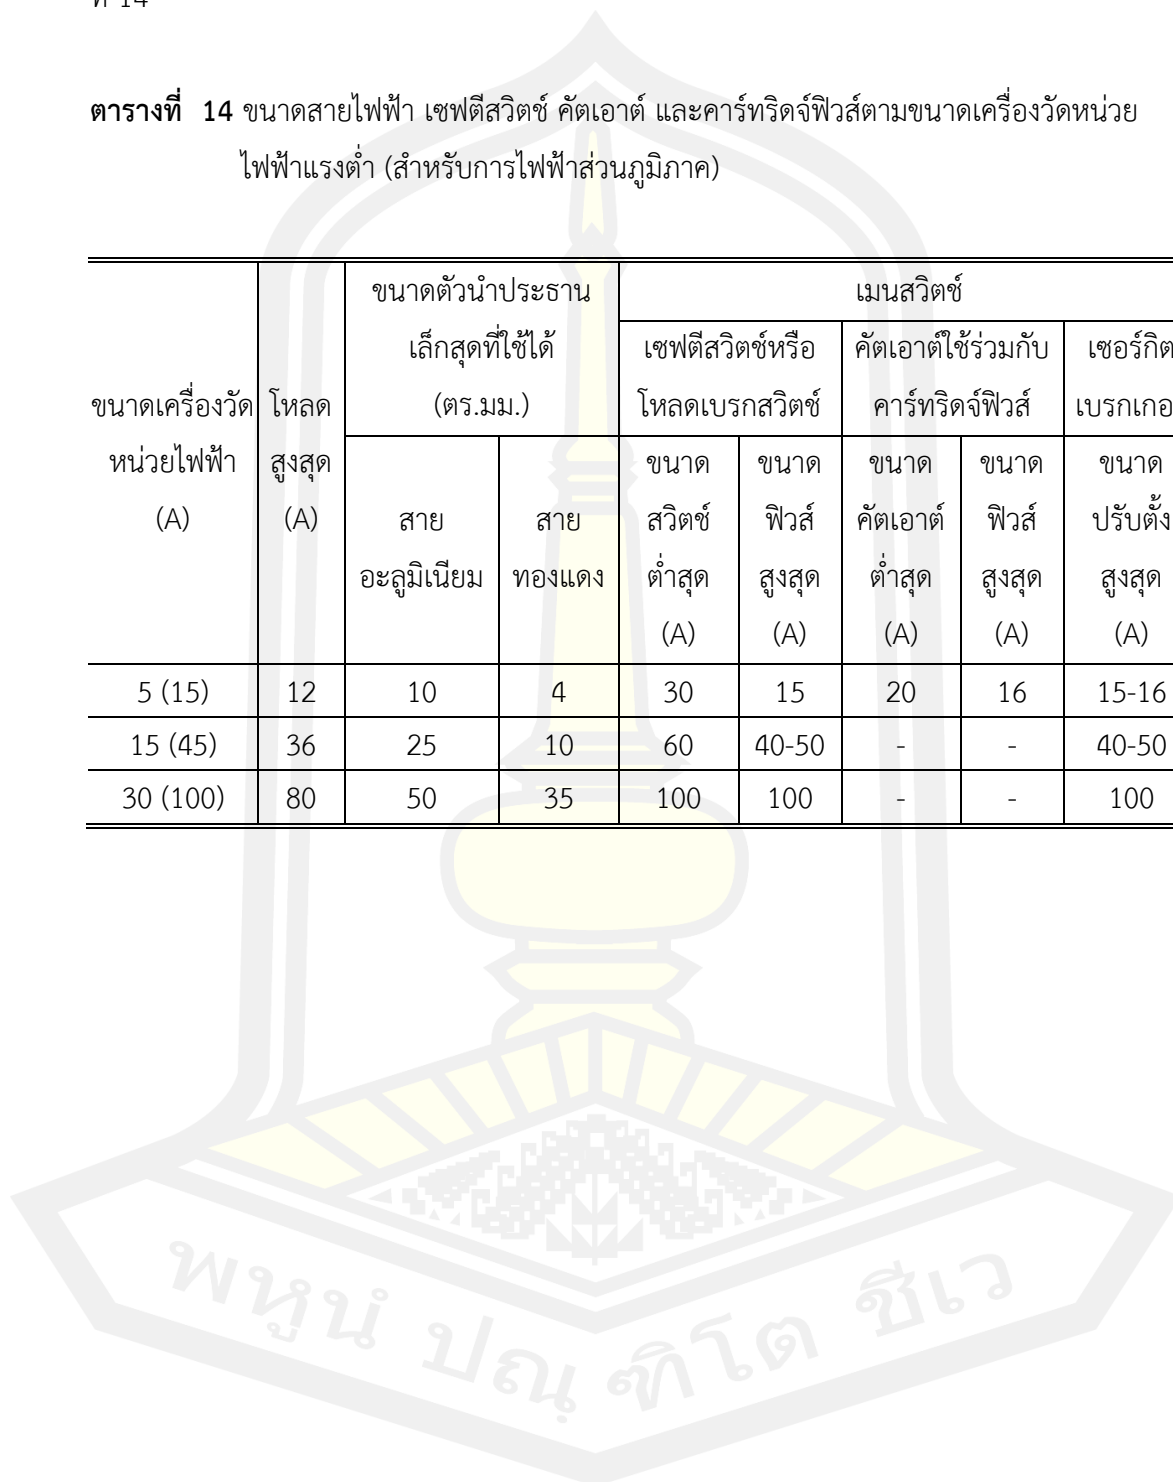 ที่ 14
ตารางที่ 14 ขนาดสายไฟฟ้า เซฟตีสวิตช์ คัตเอาต์ และคาร์ทริดจ์ฟิวส์ตามขนาดเครื่องวัดหน่วย
ไฟฟ้าแรงต่ำ (สำหรับการไฟฟ้าส่วนภูมิภาค)
ขนาดเครื่องวัด
หน่วยไฟฟ้า
(A)
โหลด
สูงสุด
(A)
ขนาดตัวนำประธาน
เล็กสุดที่ใช้ได้
(ตร.มม.)
เมนสวิตช์
เซฟตีสวิตช์หรือ
โหลดเบรกสวิตช์
คัตเอาต์ใช้ร่วมกับ
คาร์ทริดจ์ฟิวส์
เซอร์กิต
เบรกเกอ
สาย
อะลูมิเนียม
สาย
ทองแดง
ขนาด
สวิตช์
ต่ำสุด
(A)
ขนาด
ฟิวส์
สูงสุด
(A)
ขนาด
คัตเอาต์
ต่ำสุด
(A)
ขนาด
ฟิวส์
สูงสุด
(A)
ขนาด
ปรับตั้ง
สูงสุด
(A)
5 (15) 12 10 4 30 15 20 16 15-16
15 (45) 36 25 10 60 40-50 - - 40-50
30 (100) 80 50 35 100 100 - - 100
พหูนํ ปณฺฑิโต ชีเว